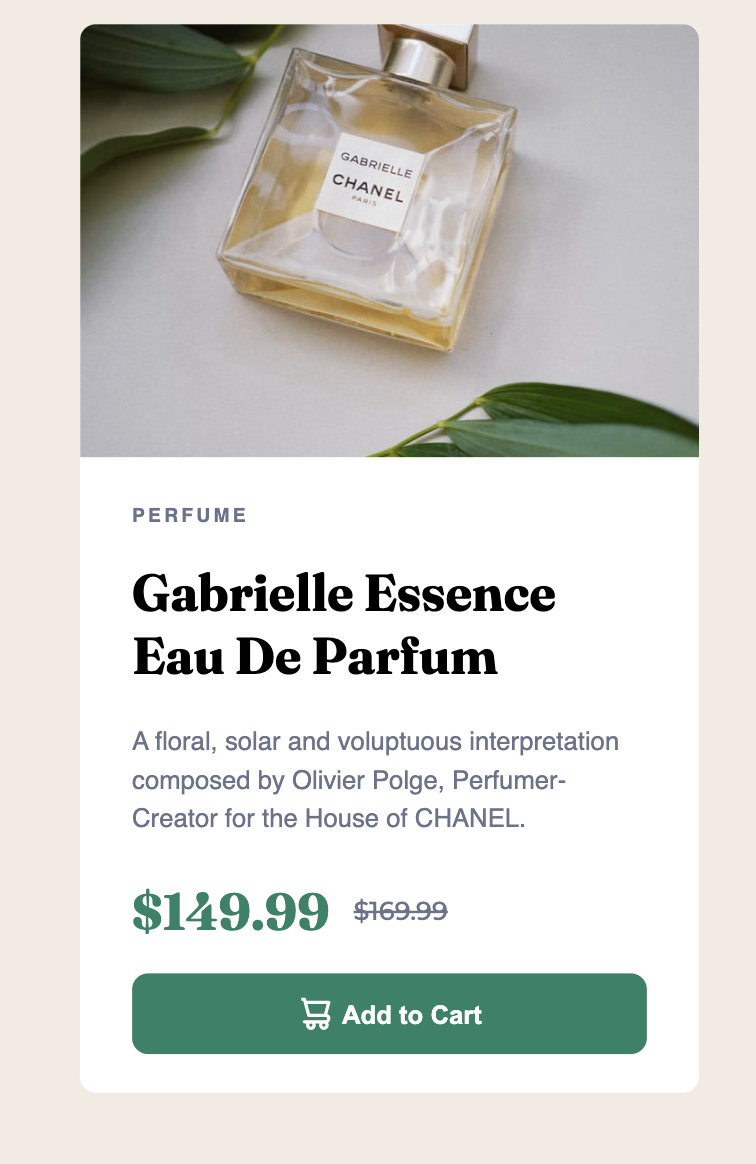 GABRIELLE
CHANEL
PARIS
PERFUME
Gabrielle Essence
Eau De Parfum
A floral, solar and voluptuous interpretation
composed by Olivier Polge, Perfumer-
Creator for the House of CHANEL.
$149.99 $169.99
Add to Cart